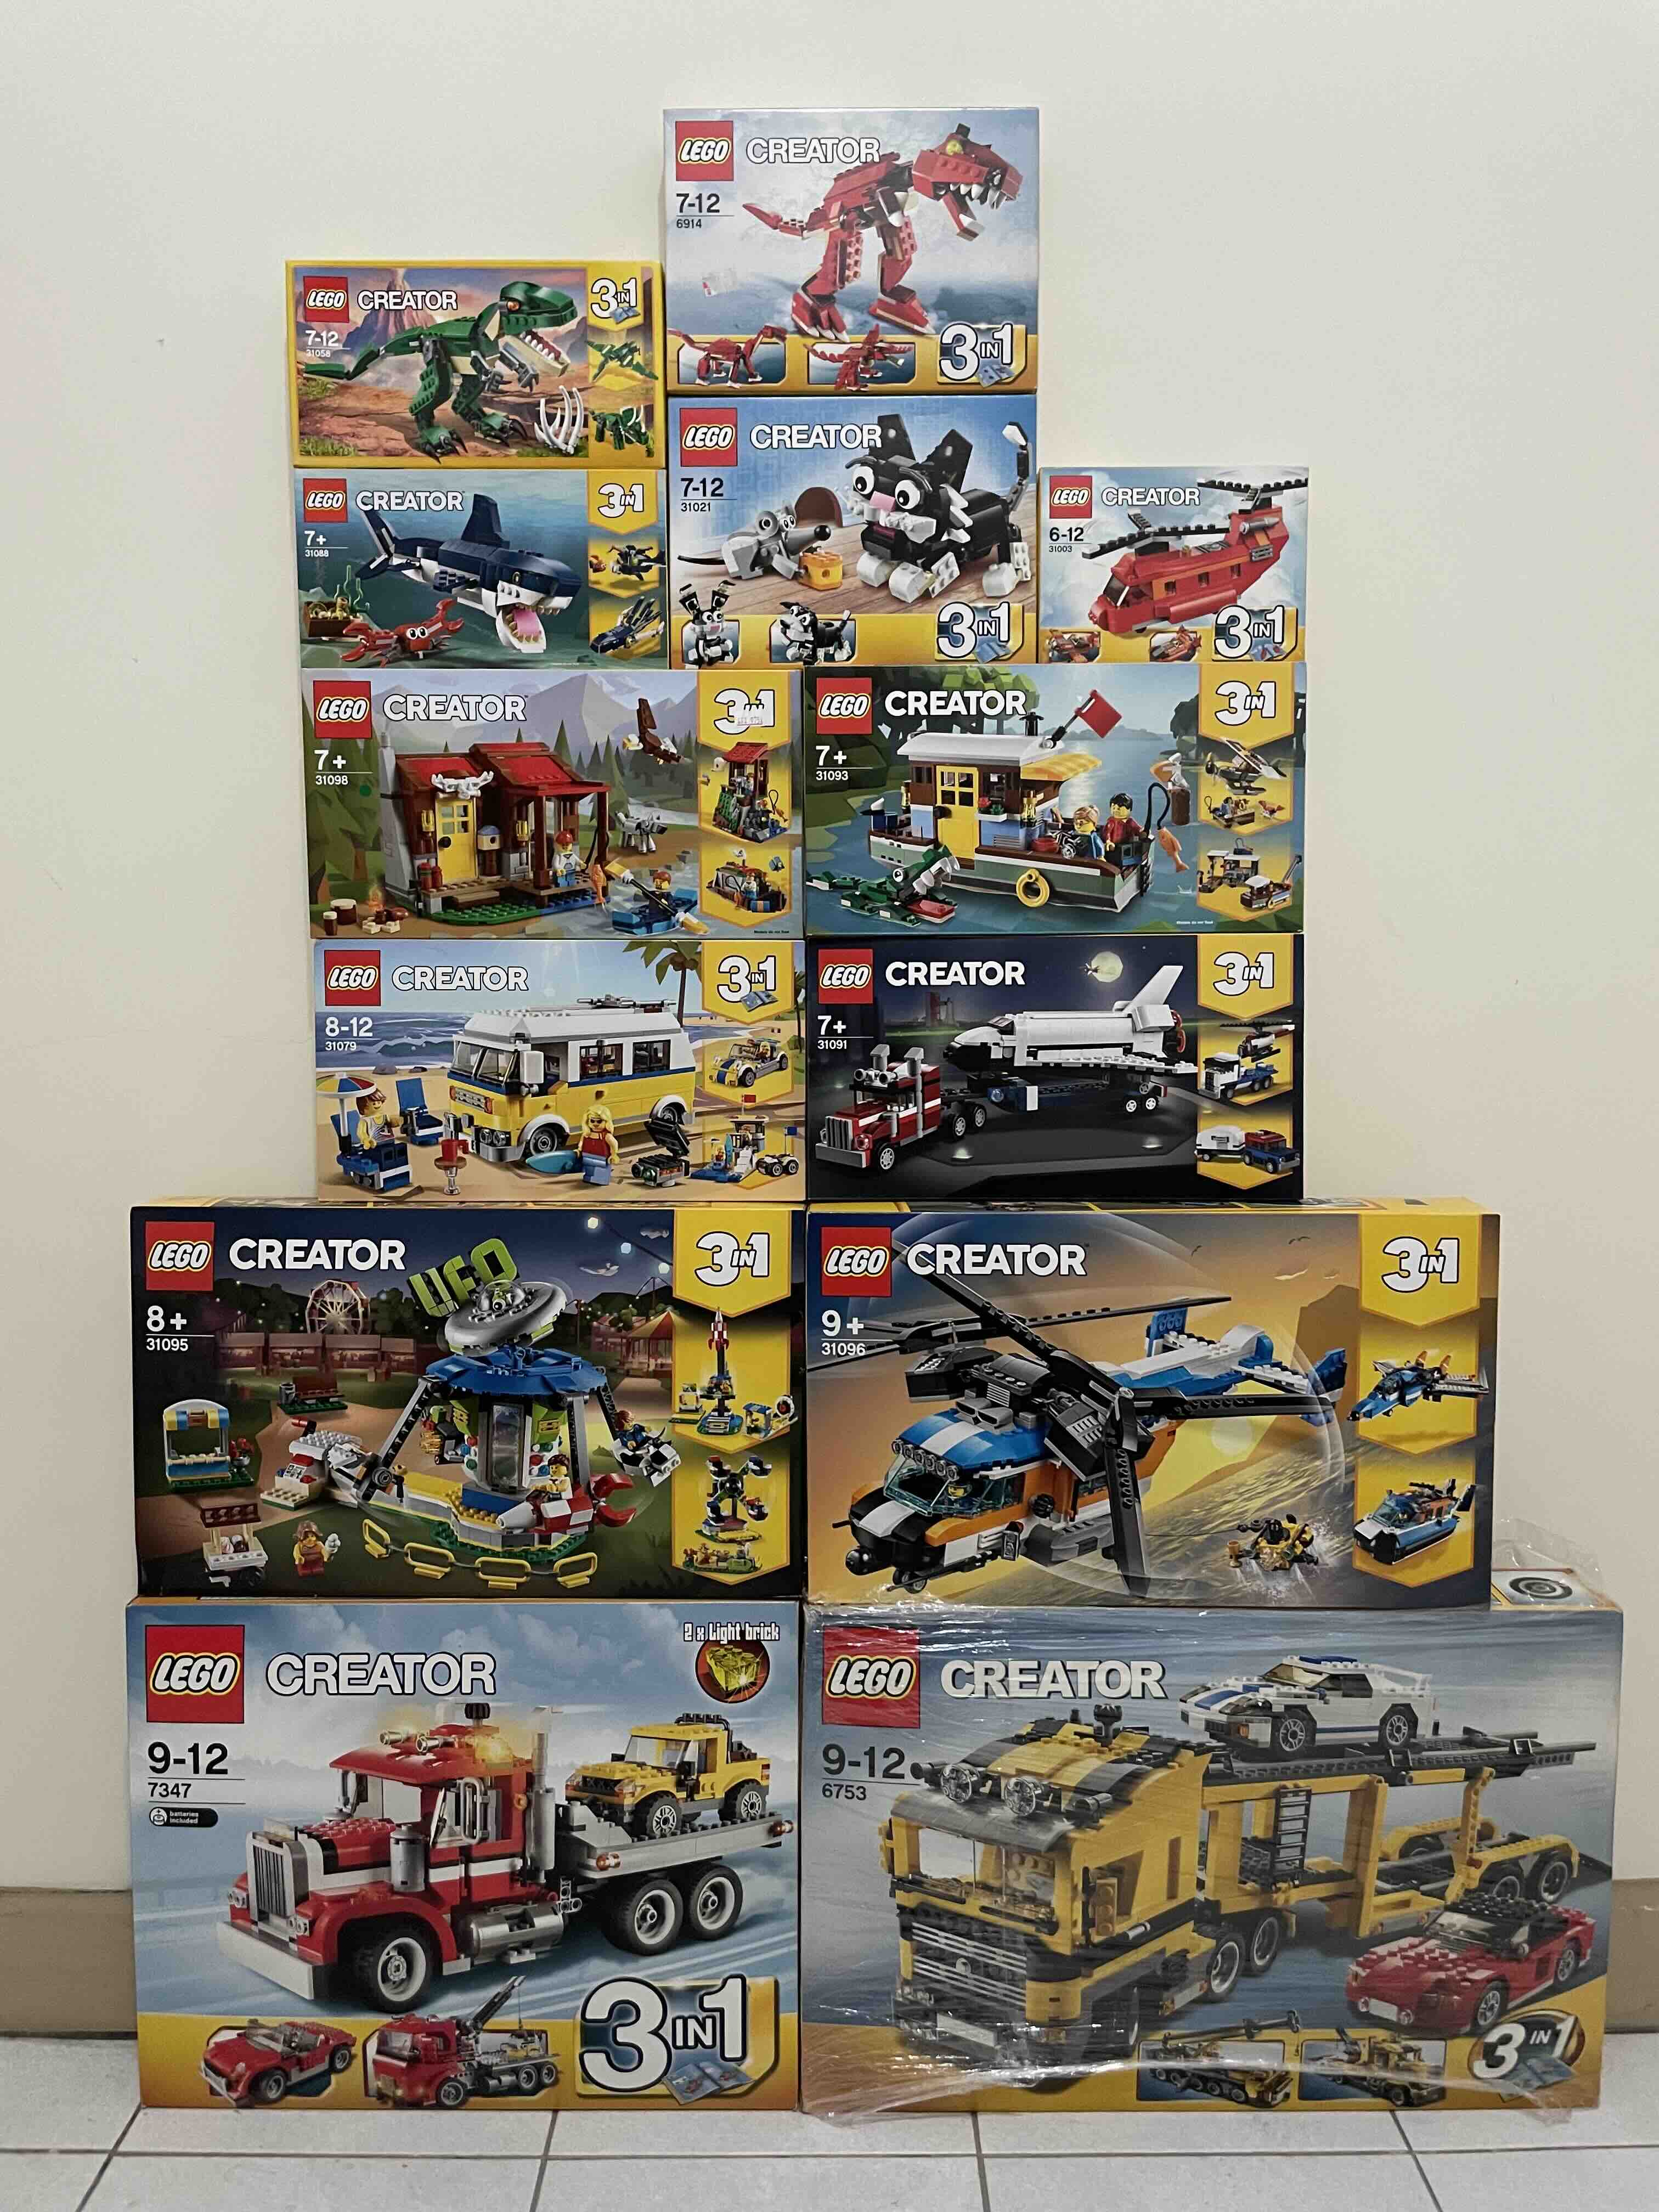 LEGO CREATOR
7-12
6914
3 IN 1
LEGO CREATOR
3 IN 1
7-12
31058
LEGO CREATOR
7-12
31021
3 IN 1
LEGO CREATOR
3 IN 1
7+
31088
LEGO CREATOR
6-12
31003
3 IN 1
LEGO CREATOR
3 IN 1
7+
31098
LEGO CREATOR
3 IN 1
7+
31093
LEGO CREATOR
3 IN 1
8-12
31079
LEGO CREATOR
3 IN 1
7+
31091
LEGO CREATOR
3 IN 1
8+
31095
UFO
LEGO CREATOR
3 IN 1
9+
31096
LEGO CREATOR
2 x Light brick
9-12
7347
batteries
included
3 IN 1
LEGO CREATOR
9-12
6753
3 IN 1